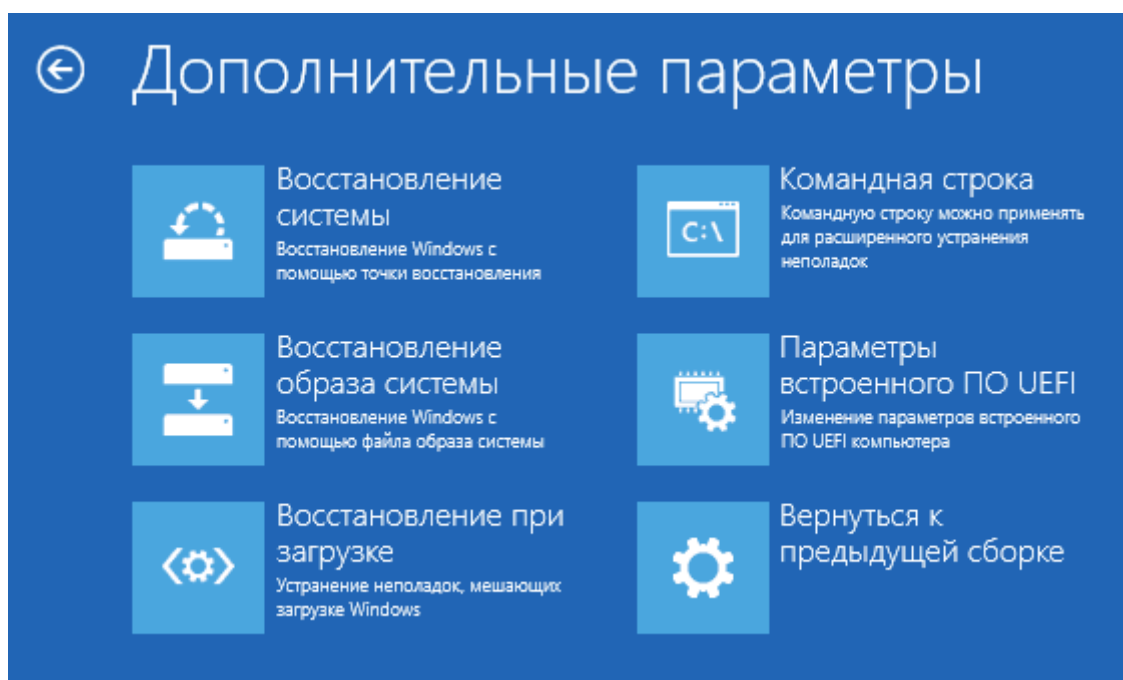 Дополнительные параметры
Восстановление
системы
Восстановление Windows с
помощью точки восстановления
Восстановление
образа системы
Восстановление Windows с
помощью файла образа системы
Восстановление при
загрузке
Устранение неполадок, мешающих
загрузке Windows
C:\
Командная строка
Командную строку можно применять
для расширенного устранения
неполадок
Параметры
встроенного ПО UEFI
Изменение параметров встроенного
ПО UEFI компьютера
Вернуться к
предыдущей сборке